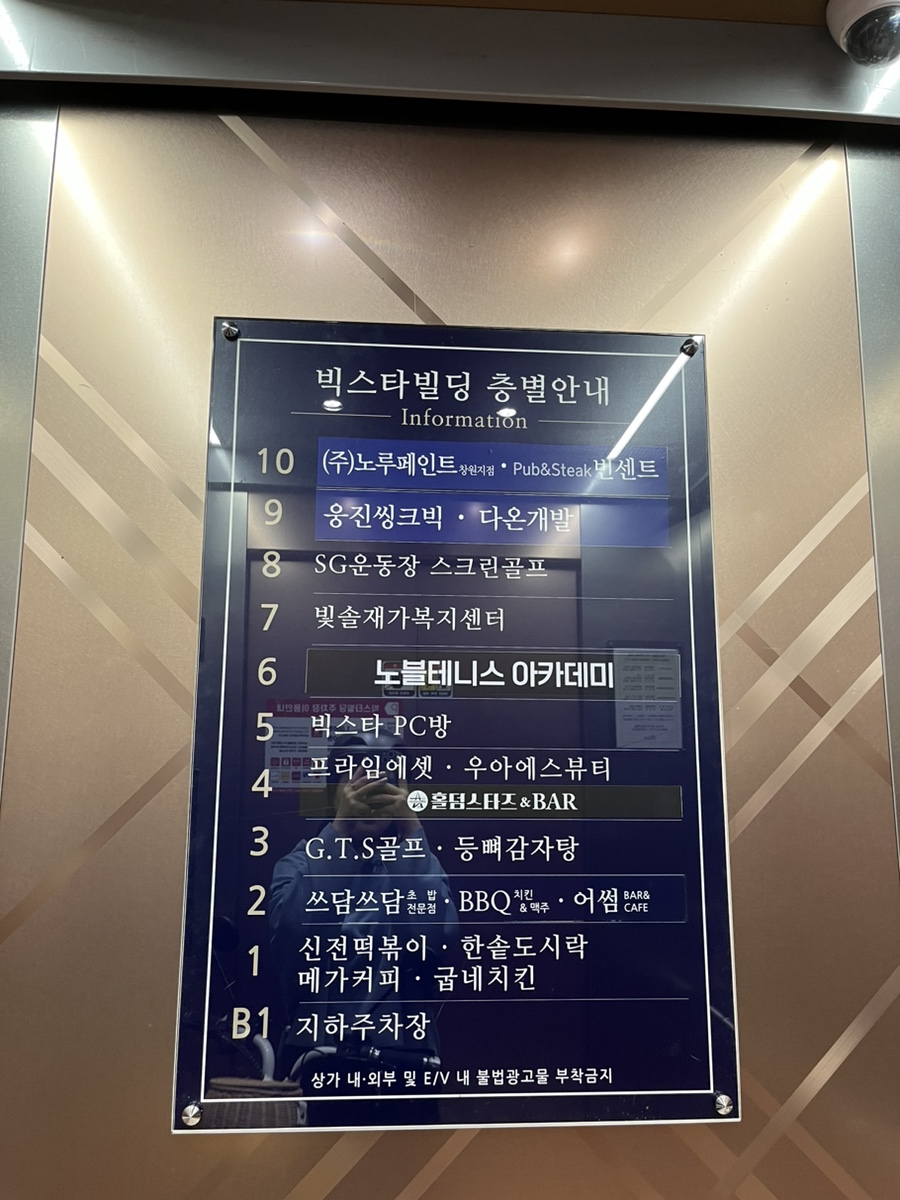 빅스타빌딩 층별안내
Information
10 (주)노루페인트 창원지점 · Pub&Steak 빈센트
9 웅진씽크빅 · 다온개발
8 SG운동장 스크린골프
7 빛솔재가복지센터
6 노블테니스 아카데미
5 빅스타 PC방
4 프라임에셋 · 우아에스뷰티
홀덤스타즈&BAR
3 G.T.S골프 · 등뼈감자탕
2 쓰담쓰담 초밥 전문점 · BBQ 치킨 & 맥주 · 어썸 BAR& CAFE
1 신전떡볶이 · 한솥도시락
메가커피 · 굽네치킨
B1 지하주차장
상가 내·외부 및 E/V 내 불법광고물 부착금지